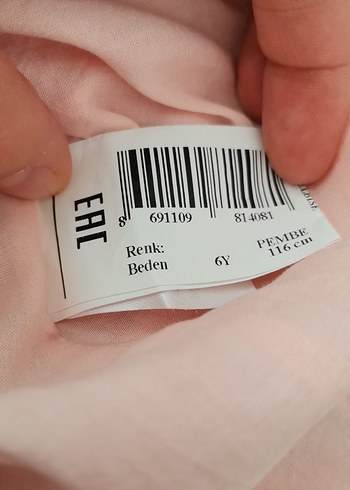 EAC
8 691109 814081
Renk: PEMBE
Beden 6Y 116 cm